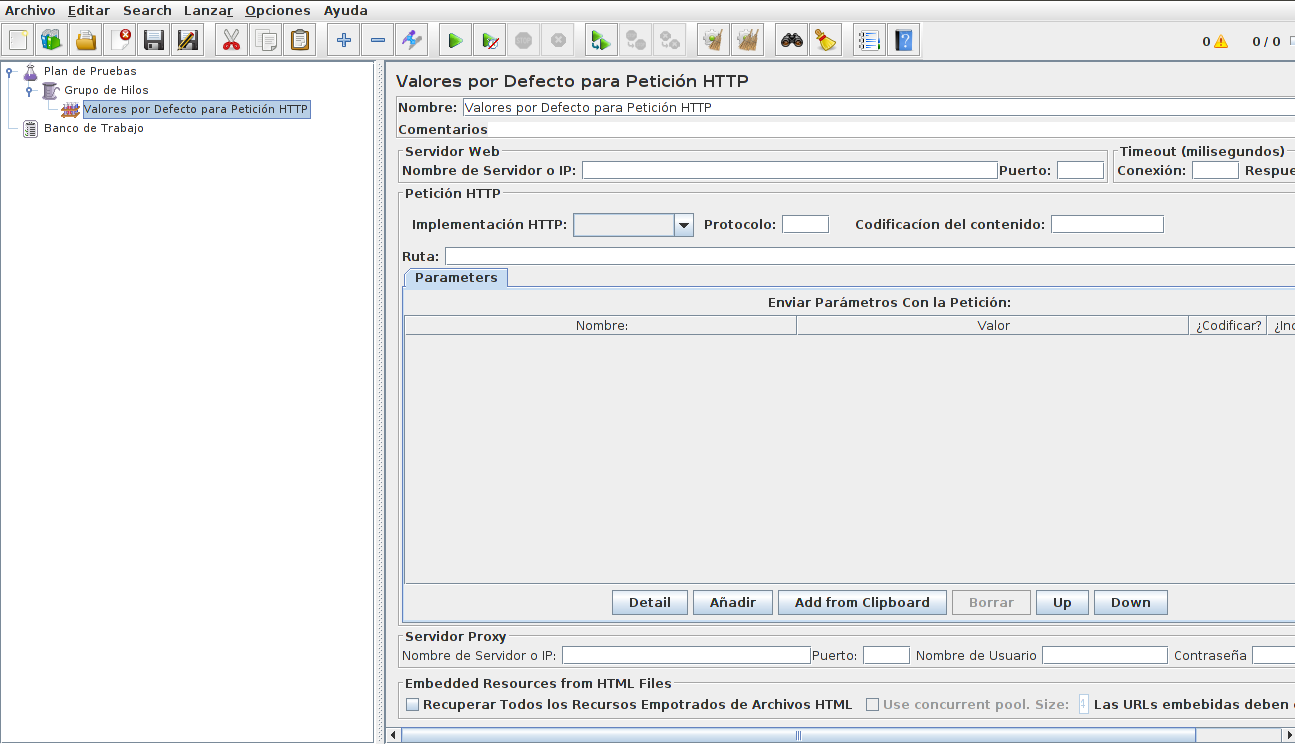 Archivo Editar Search Lanzar Opciones Ayuda
0 0 / 0
Plan de Pruebas
Grupo de Hilos
Valores por Defecto para Petición HTTP
Banco de Trabajo
Valores por Defecto para Petición HTTP
Nombre: Valores por Defecto para Petición HTTP
Comentarios
Servidor Web Timeout (milisegundos)
Nombre de Servidor o IP: Puerto: Conexión: Respue
Petición HTTP
Implementación HTTP: Protocolo: Codificacíon del contenido:
Ruta:
Parameters
Enviar Parámetros Con la Petición:
Nombre: Valor ¿Codificar? ¿Inc
Detail Añadir Add from Clipboard Borrar Up Down
Servidor Proxy
Nombre de Servidor o IP: Puerto: Nombre de Usuario Contraseña
Embedded Resources from HTML Files
Recuperar Todos los Recursos Empotrados de Archivos HTML Use concurrent pool. Size: 4 Las URLs embebidas deben